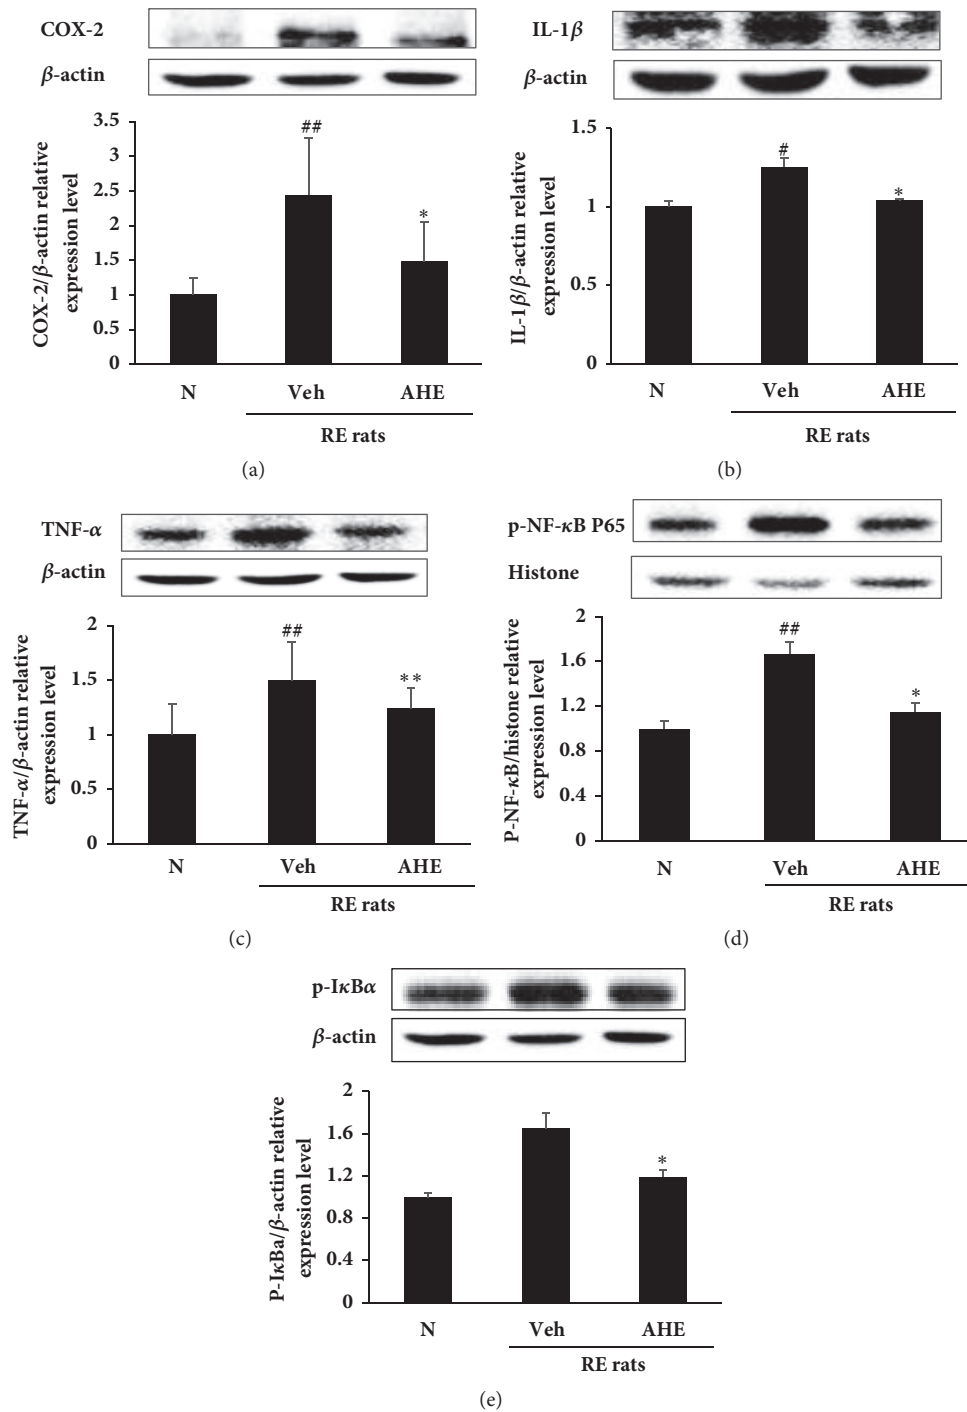 COX-2
β-actin
COX-2/β-actin relative
expression level
3.5
3
2.5
2
1.5
1
0.5
0
##
*
N
Veh
AHE
RE rats
(a)
IL-1β
β-actin
IL-1β/β-actin relative
expression level
1.5
1
0.5
0
#
*
N
Veh
AHE
RE rats
(b)
TNF-α
β-actin
TNF-α/β-actin relative
expression level
2
1.5
1
0.5
0
##
**
N
Veh
AHE
RE rats
(c)
p-NF-κB P65
Histone
P-NF-κB/histone relative
expression level
2
1.6
1.2
0.8
0.4
0
##
*
N
Veh
AHE
RE rats
(d)
p-IκBα
β-actin
P-IκBa/β-actin relative
expression level
2
1.6
1.2
0.8
0.4
0
*
N
Veh
AHE
RE rats
(e)